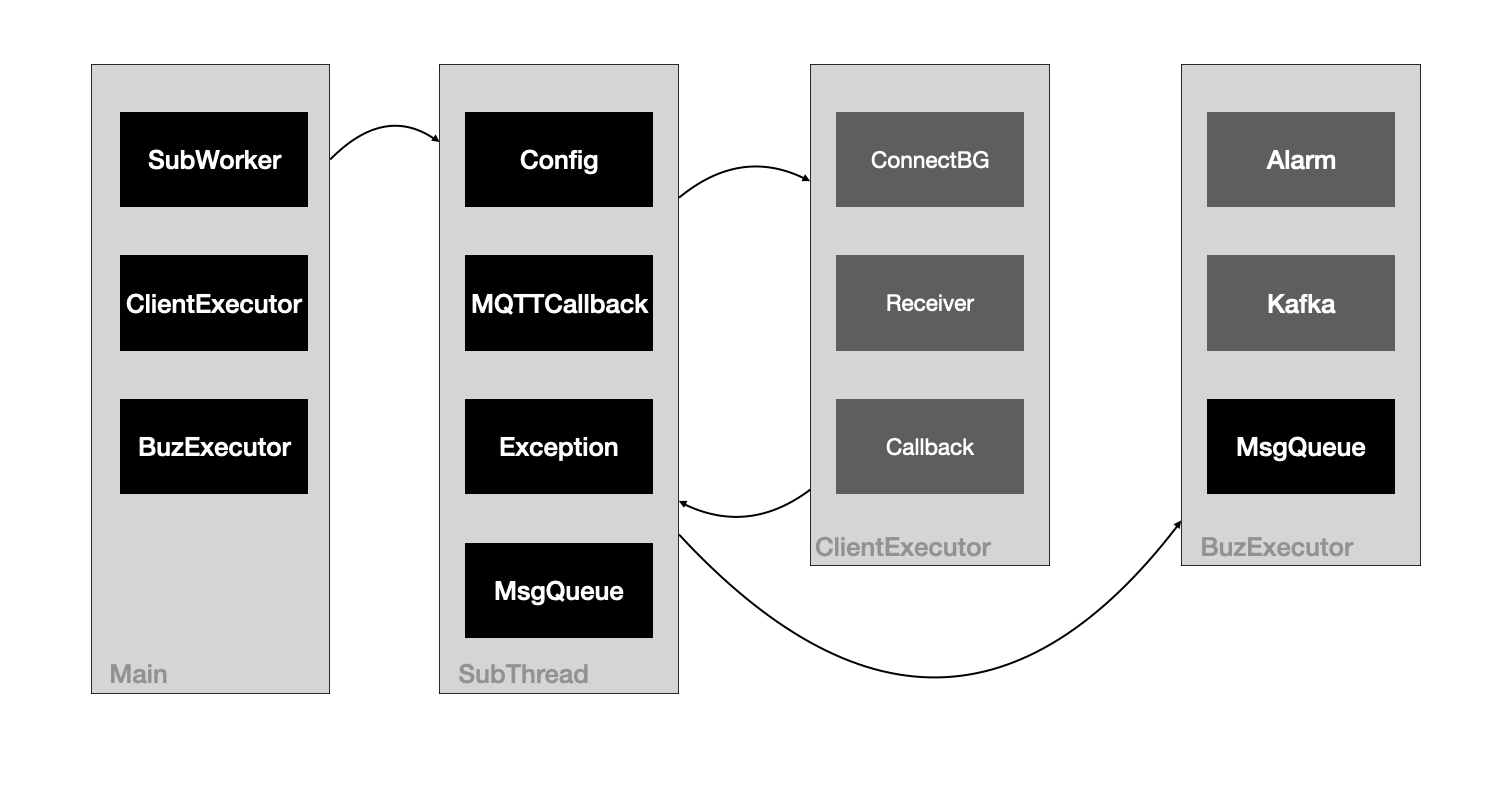 SubWorker
ClientExecutor
BuzExecutor
Main
Config
MQTTCallback
Exception
MsgQueue
SubThread
ConnectBG
Receiver
Callback
ClientExecutor
Alarm
Kafka
MsgQueue
BuzExecutor